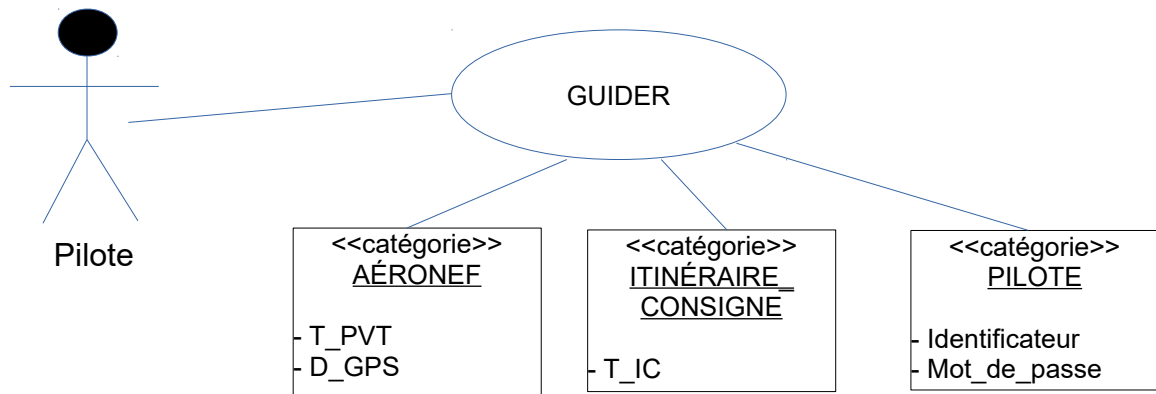 GUIDER
Pilote
<<catégorie>>
AÉRONEF
- T_PVT
- D_GPS
<<catégorie>>
ITINÉRAIRE_
CONSIGNE
- T_IC
<<catégorie>>
PILOTE
- Identificateur
- Mot_de_passe